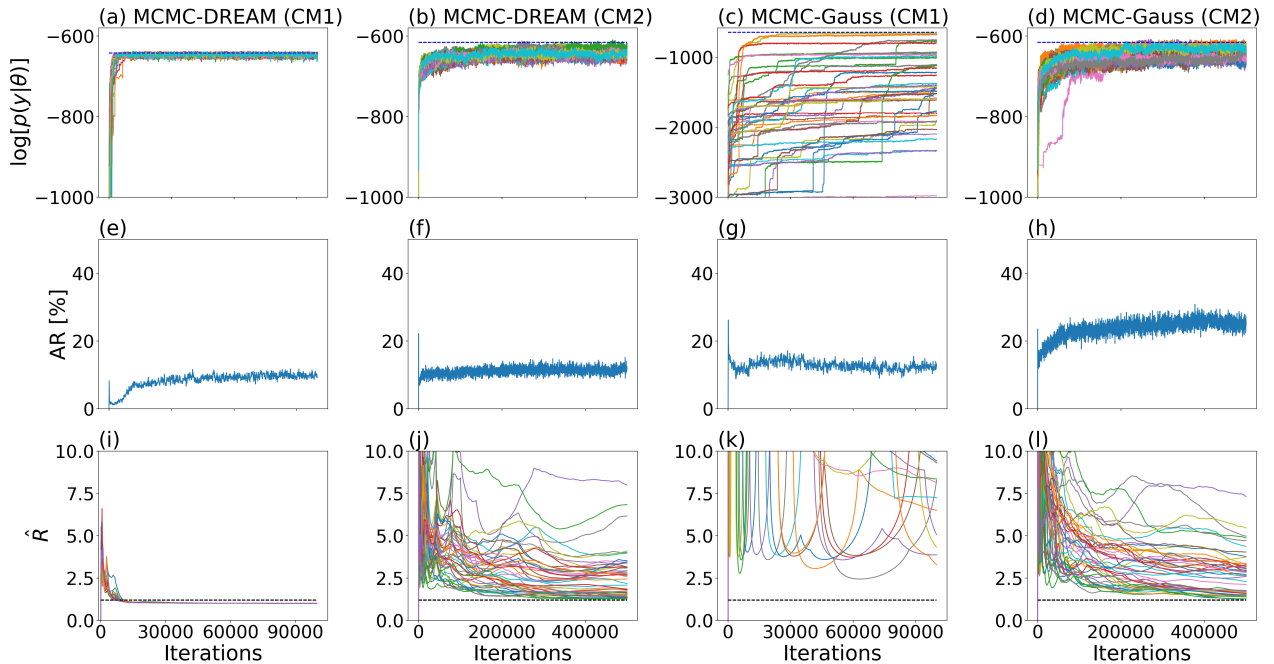 (a) MCMC-DREAM (CM1)
(b) MCMC-DREAM (CM2)
(c) MCMC-Gauss (CM1)
(d) MCMC-Gauss (CM2)
log[p(y|θ)]
−600
−800
−1000
−600
−800
−1000
−1000
−2000
−3000
−600
−800
−1000
(e)
(f)
(g)
(h)
AR [%]
40
20
0
40
20
0
40
20
0
40
20
0
(i)
(j)
(k)
(l)
R̂
10.0
7.5
5.0
2.5
0.0
10.0
7.5
5.0
2.5
0.0
10.0
7.5
5.0
2.5
0.0
10.0
7.5
5.0
2.5
0.0
0 30000 60000 90000
0 200000 400000
0 30000 60000 90000
0 200000 400000
Iterations
Iterations
Iterations
Iterations